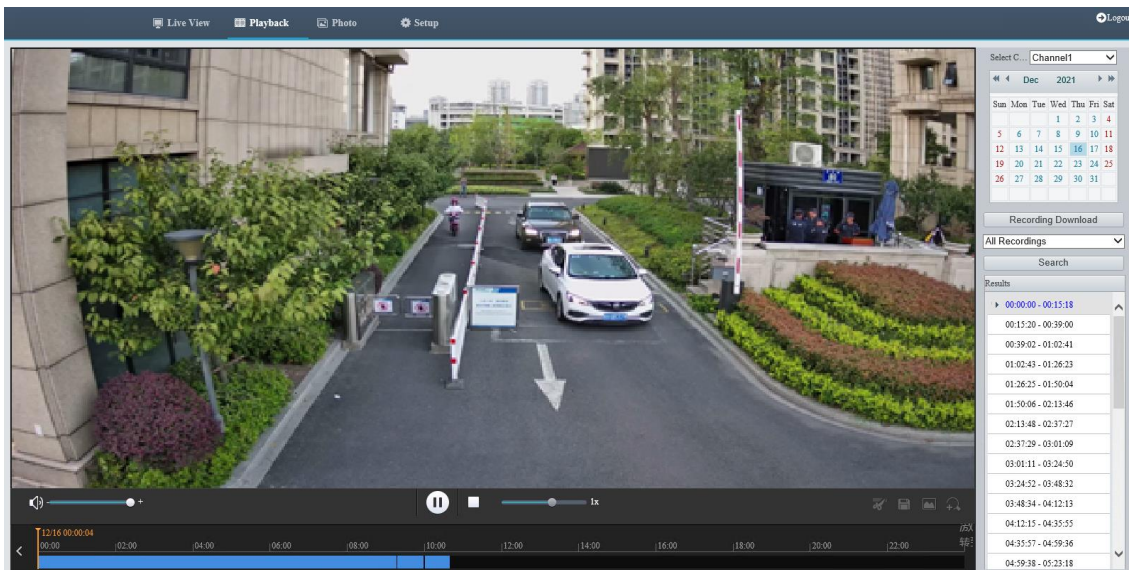 Live View Playback Photo Setup Logou
Select C... Channel1
Dec 2021
Sun Mon Tue Wed Thu Fri Sat
1 2 3 4
5 6 7 8 9 10 11
12 13 14 15 16 17 18
19 20 21 22 23 24 25
26 27 28 29 30 31
Recording Download
All Recordings
Search
Results
00:00:00 - 00:15:18
00:15:20 - 00:39:00
00:39:02 - 01:02:41
01:02:43 - 01:26:23
01:26:25 - 01:50:04
01:50:06 - 02:13:46
02:13:48 - 02:37:27
02:37:29 - 03:01:09
03:01:11 - 03:24:50
03:24:52 - 03:48:32
03:48:34 - 04:12:13
04:12:15 - 04:35:55
04:35:57 - 04:59:36
04:59:38 - 05:23:18
1x
12/16 00:00:04
00:00 02:00 04:00 06:00 08:00 10:00 12:00 14:00 16:00 18:00 20:00 22:00